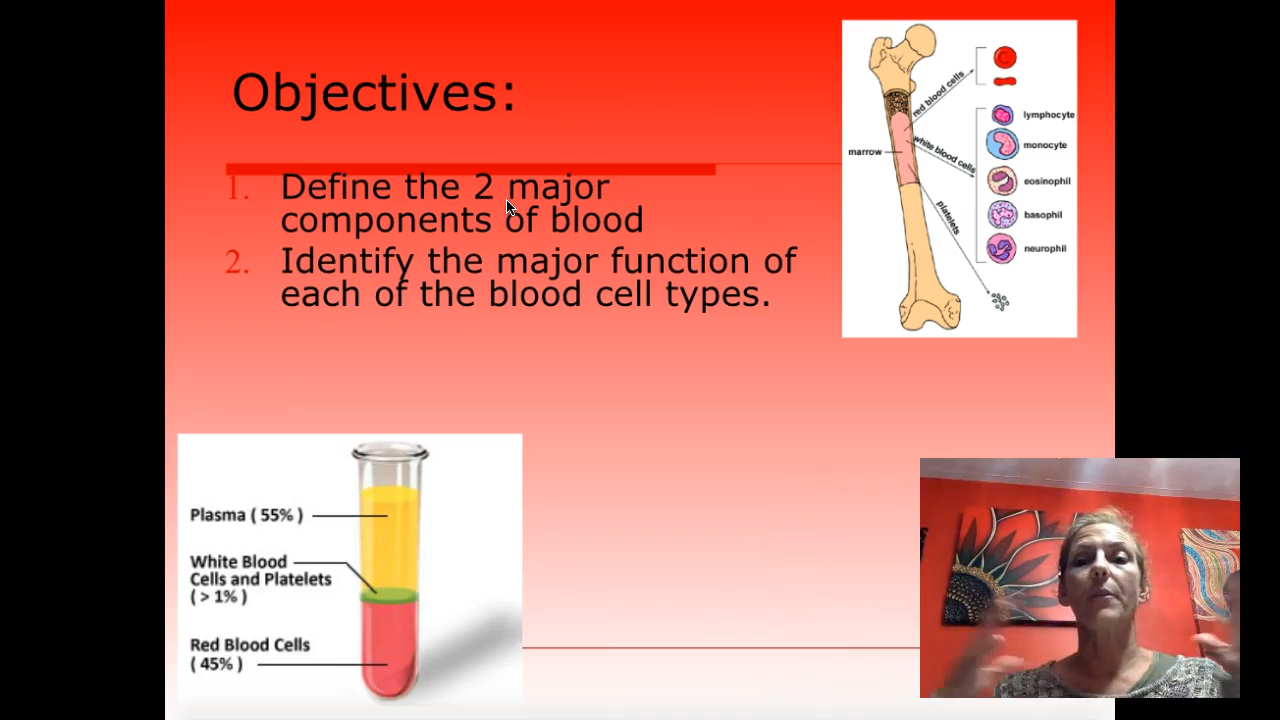 Objectives:
1. Define the 2 major
components of blood
2. Identify the major function of
each of the blood cell types.
red blood cells
lymphocyte
white blood cells
monocyte
marrow
eosinophil
platelets
basophil
neurophil
Plasma ( 55% )
White Blood
Cells and Platelets
( > 1% )
Red Blood Cells
( 45% )